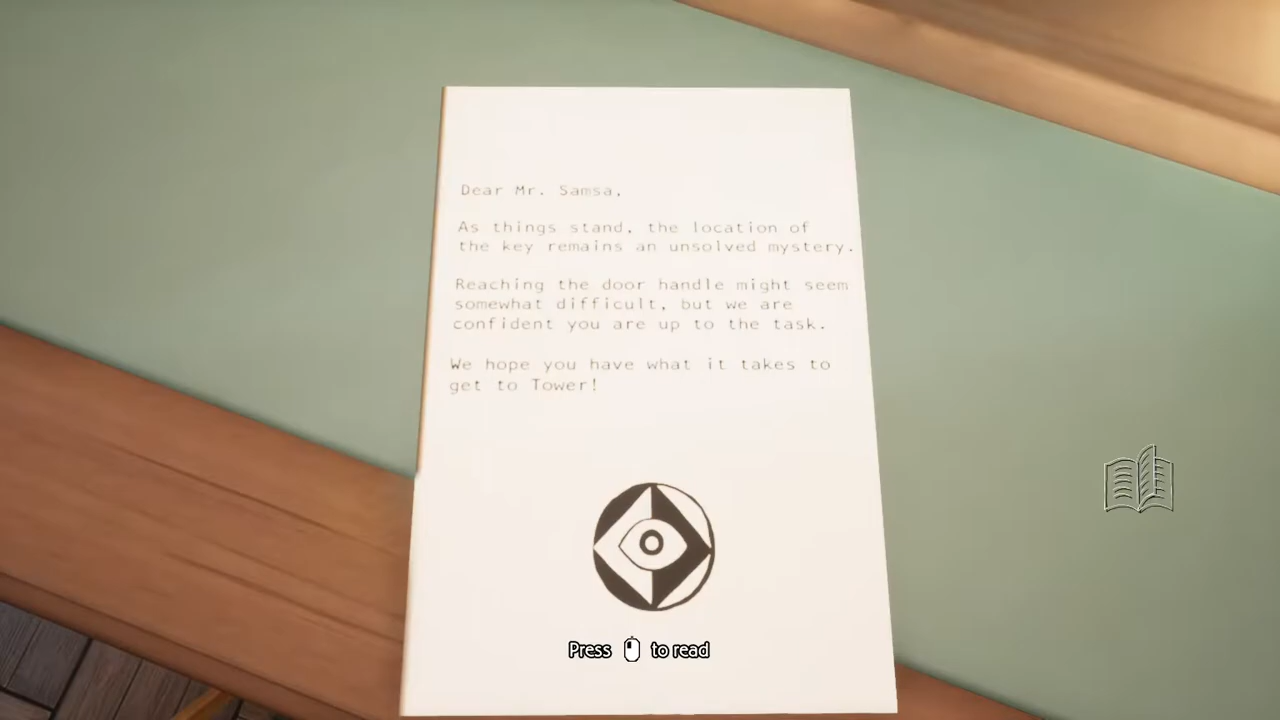 Dear Mr. Samsa,
As things stand, the location of
the key remains an unsolved mystery.
Reaching the door handle might seem
somewhat difficult, but we are
confident you are up to the task.
We hope you have what it takes to
get to Tower!
Press to read